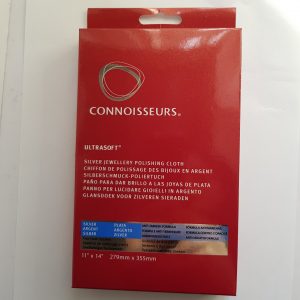 CONNOISSEURS®
ULTRASOFT™
SILVER JEWELLERY-POLISHING CLOTH
CHIFFON DE POLISSAGE DES BIJOUX EN ARGENT
SILBERSCHMUCK-POLIERTUCH
PAÑO PARA DAR BRILLO A LAS JOYAS DE PLATA
PANNO PER LUCIDARE GIOIELLI IN ARGENTO
GLANSDOEK VOOR ZILVEREN SIERADEN
SILVER PLATA
ARGENT ARGENTO
SILBER ZILVER
11" x 14" 279mm x 355mm